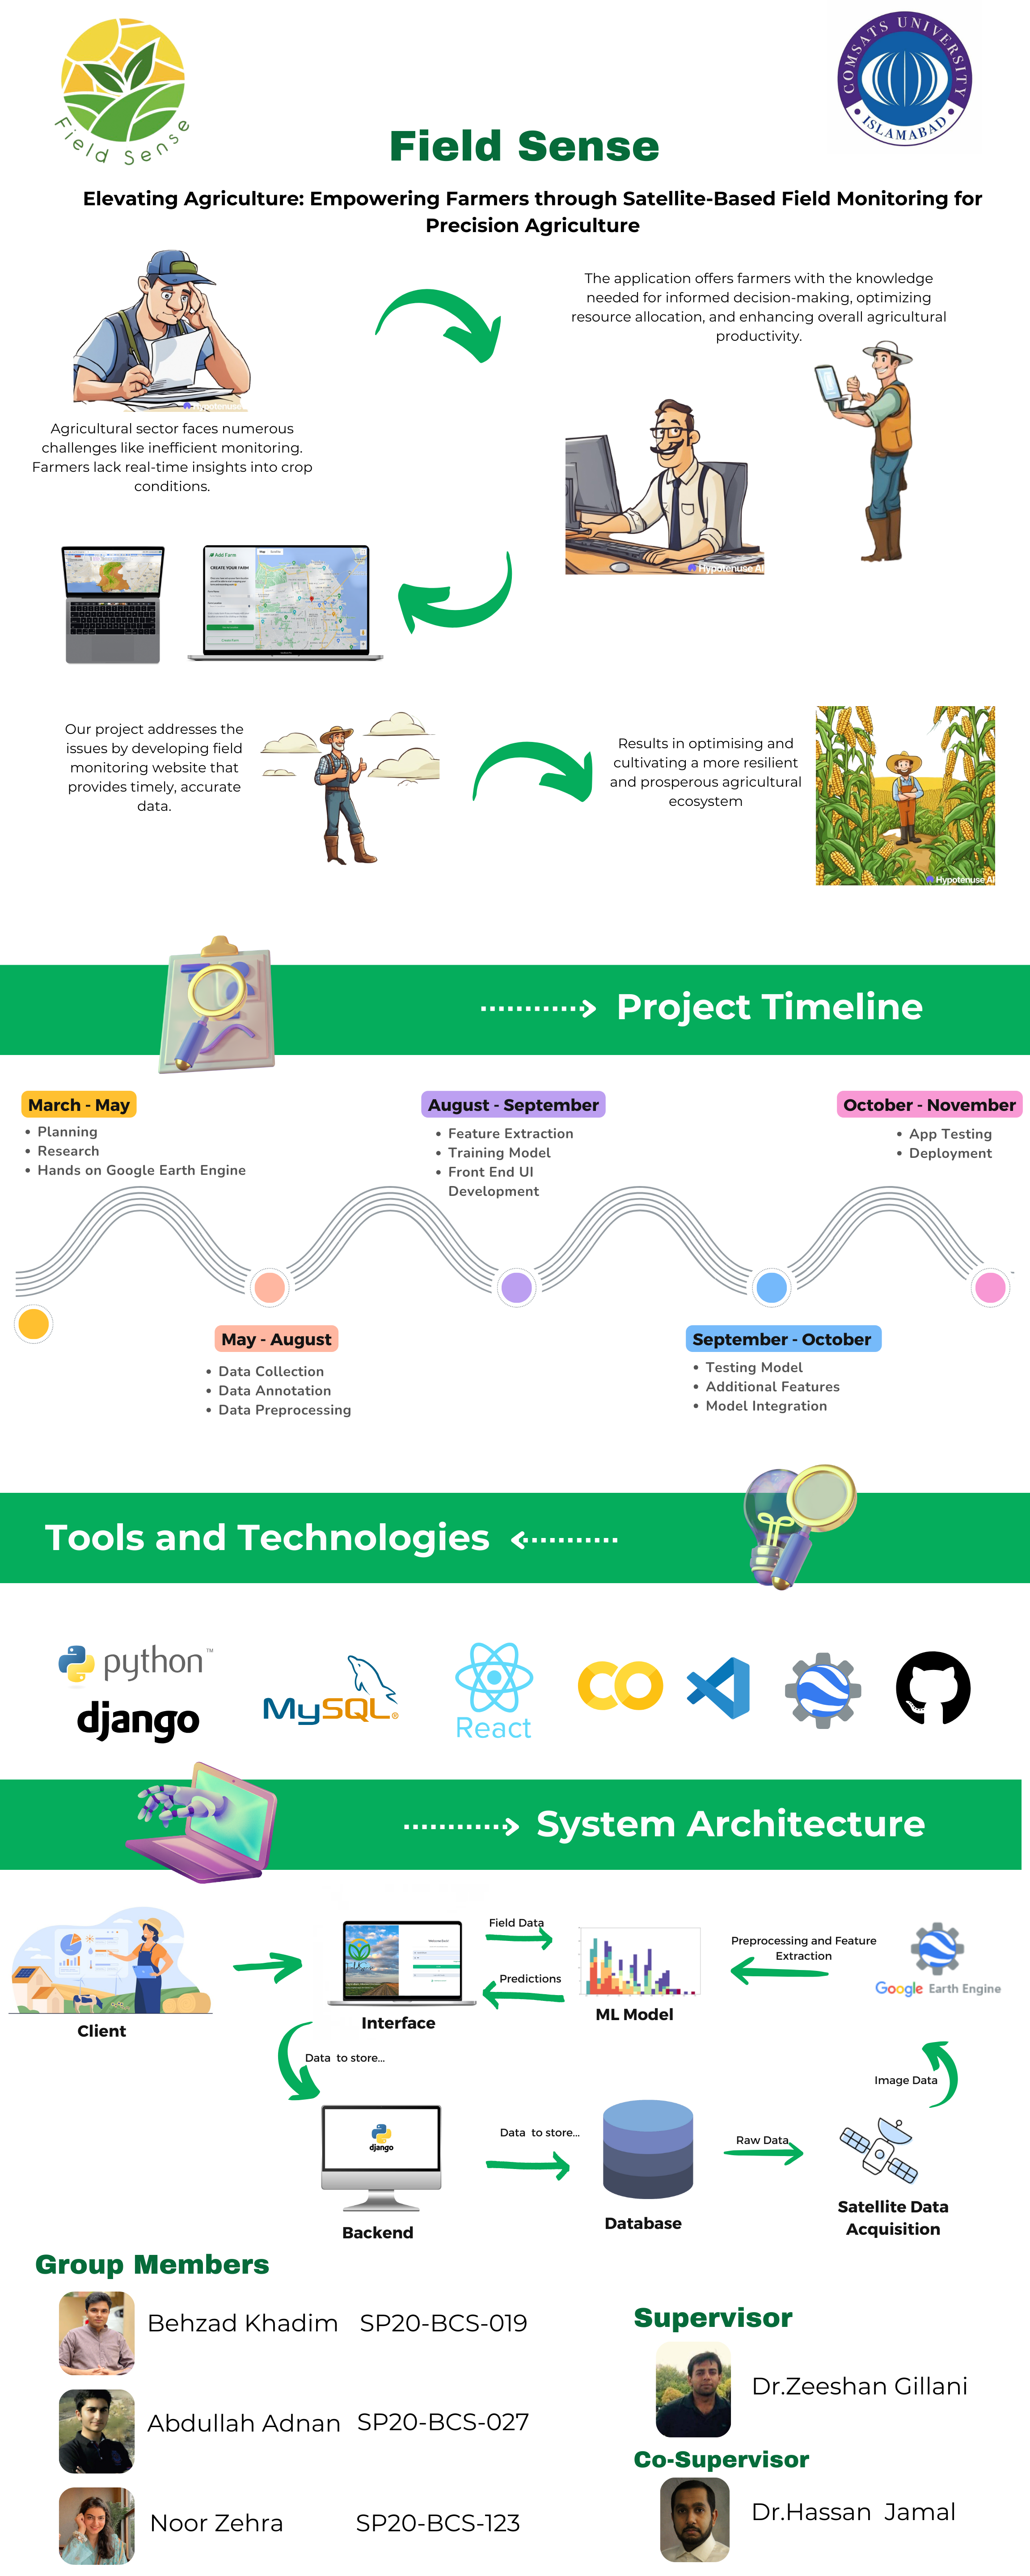 Field Sense
COMSATS UNIVERSITY
ISLAMABAD
Field Sense
Elevating Agriculture: Empowering Farmers through Satellite-Based Field Monitoring for
Precision Agriculture
The application offers farmers with the knowledge
needed for informed decision-making, optimizing
resource allocation, and enhancing overall agricultural
productivity.
Hypotenuse
Agricultural sector faces numerous
challenges like inefficient monitoring.
Farmers lack real-time insights into crop
conditions.
Hypotenuse AI
Add Farm
CREATE YOUR FARM
Our project addresses the
issues by developing field
monitoring website that
provides timely, accurate
data.
Results in optimising and
cultivating a more resilient
and prosperous agricultural
ecosystem
Hypotenuse AI
Project Timeline
March - May
• Planning
• Research
• Hands on Google Earth Engine
August - September
• Feature Extraction
• Training Model
• Front End UI
Development
October - November
• App Testing
• Deployment
May - August
• Data Collection
• Data Annotation
• Data Preprocessing
September - October
• Testing Model
• Additional Features
• Model Integration
Tools and Technologies
python™
django
MySQL®
React
System Architecture
Client
Field Data
Predictions
Interface
ML Model
Preprocessing and Feature
Extraction
Google Earth Engine
Data to store...
django
Backend
Data to store...
Database
Raw Data
Image Data
Satellite Data
Acquisition
Group Members
Behzad Khadim SP20-BCS-019
Abdullah Adnan SP20-BCS-027
Noor Zehra SP20-BCS-123
Supervisor
Dr.Zeeshan Gillani
Co-Supervisor
Dr.Hassan Jamal